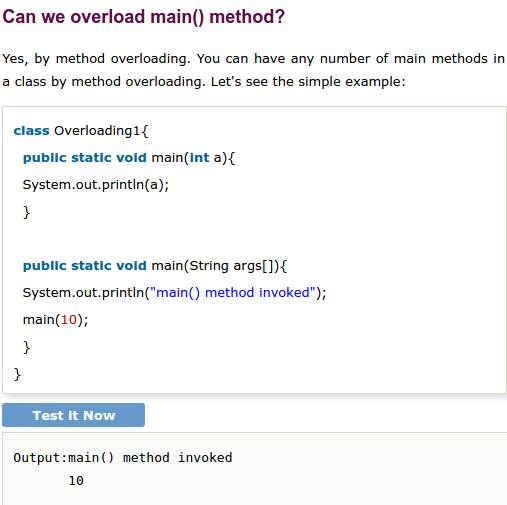 Can we overload main() method?
Yes, by method overloading. You can have any number of main methods in
a class by method overloading. Let's see the simple example:
class Overloading1{
public static void main(int a){
System.out.println(a);
}
public static void main(String args[]){
System.out.println("main() method invoked");
main(10);
}
}
Test it Now
Output:main() method invoked
10